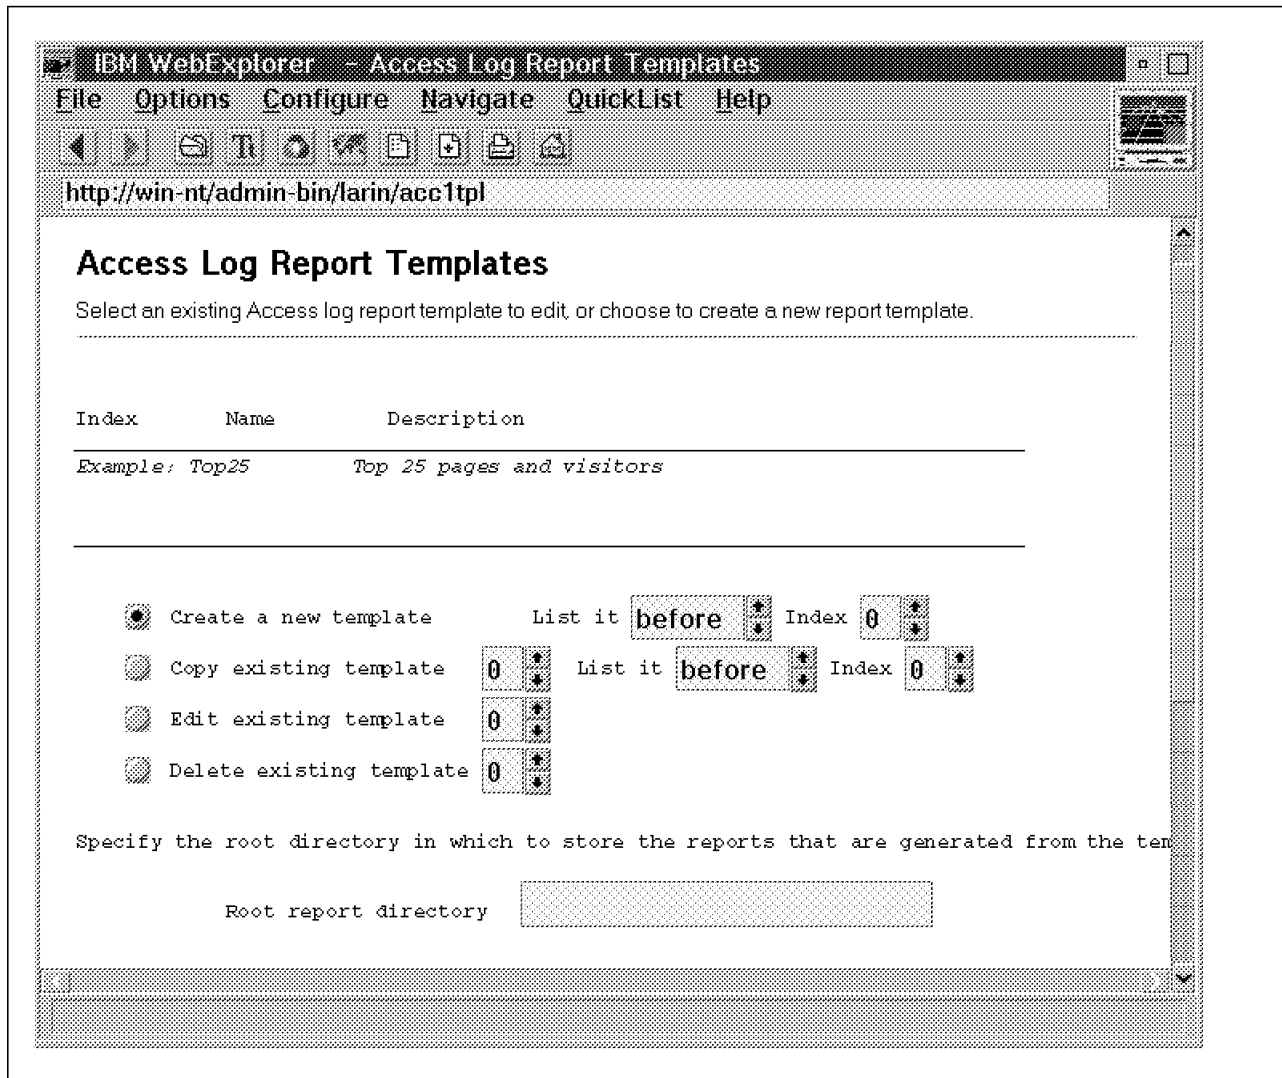 IBM WebExplorer - Access Log Report Templates
File Options Configure Navigate QuickList Help
http://win-nt/admin-bin/larin/acc1tpl
Access Log Report Templates
Select an existing Access log report template to edit, or choose to create a new report template.
Index Name Description
Example: Top25 Top 25 pages and visitors
Create a new template List it before Index 0
Copy existing template 0 List it before Index 0
Edit existing template 0
Delete existing template 0
Specify the root directory in which to store the reports that are generated from the tem
Root report directory